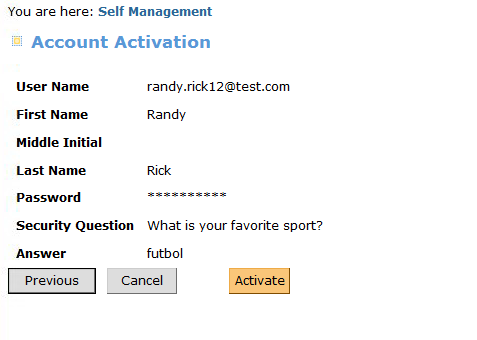 You are here: Self Management
Account Activation
User Name randy.rick12@test.com
First Name Randy
Middle Initial
Last Name Rick
Password **********
Security Question What is your favorite sport?
Answer futbol
Previous Cancel Activate